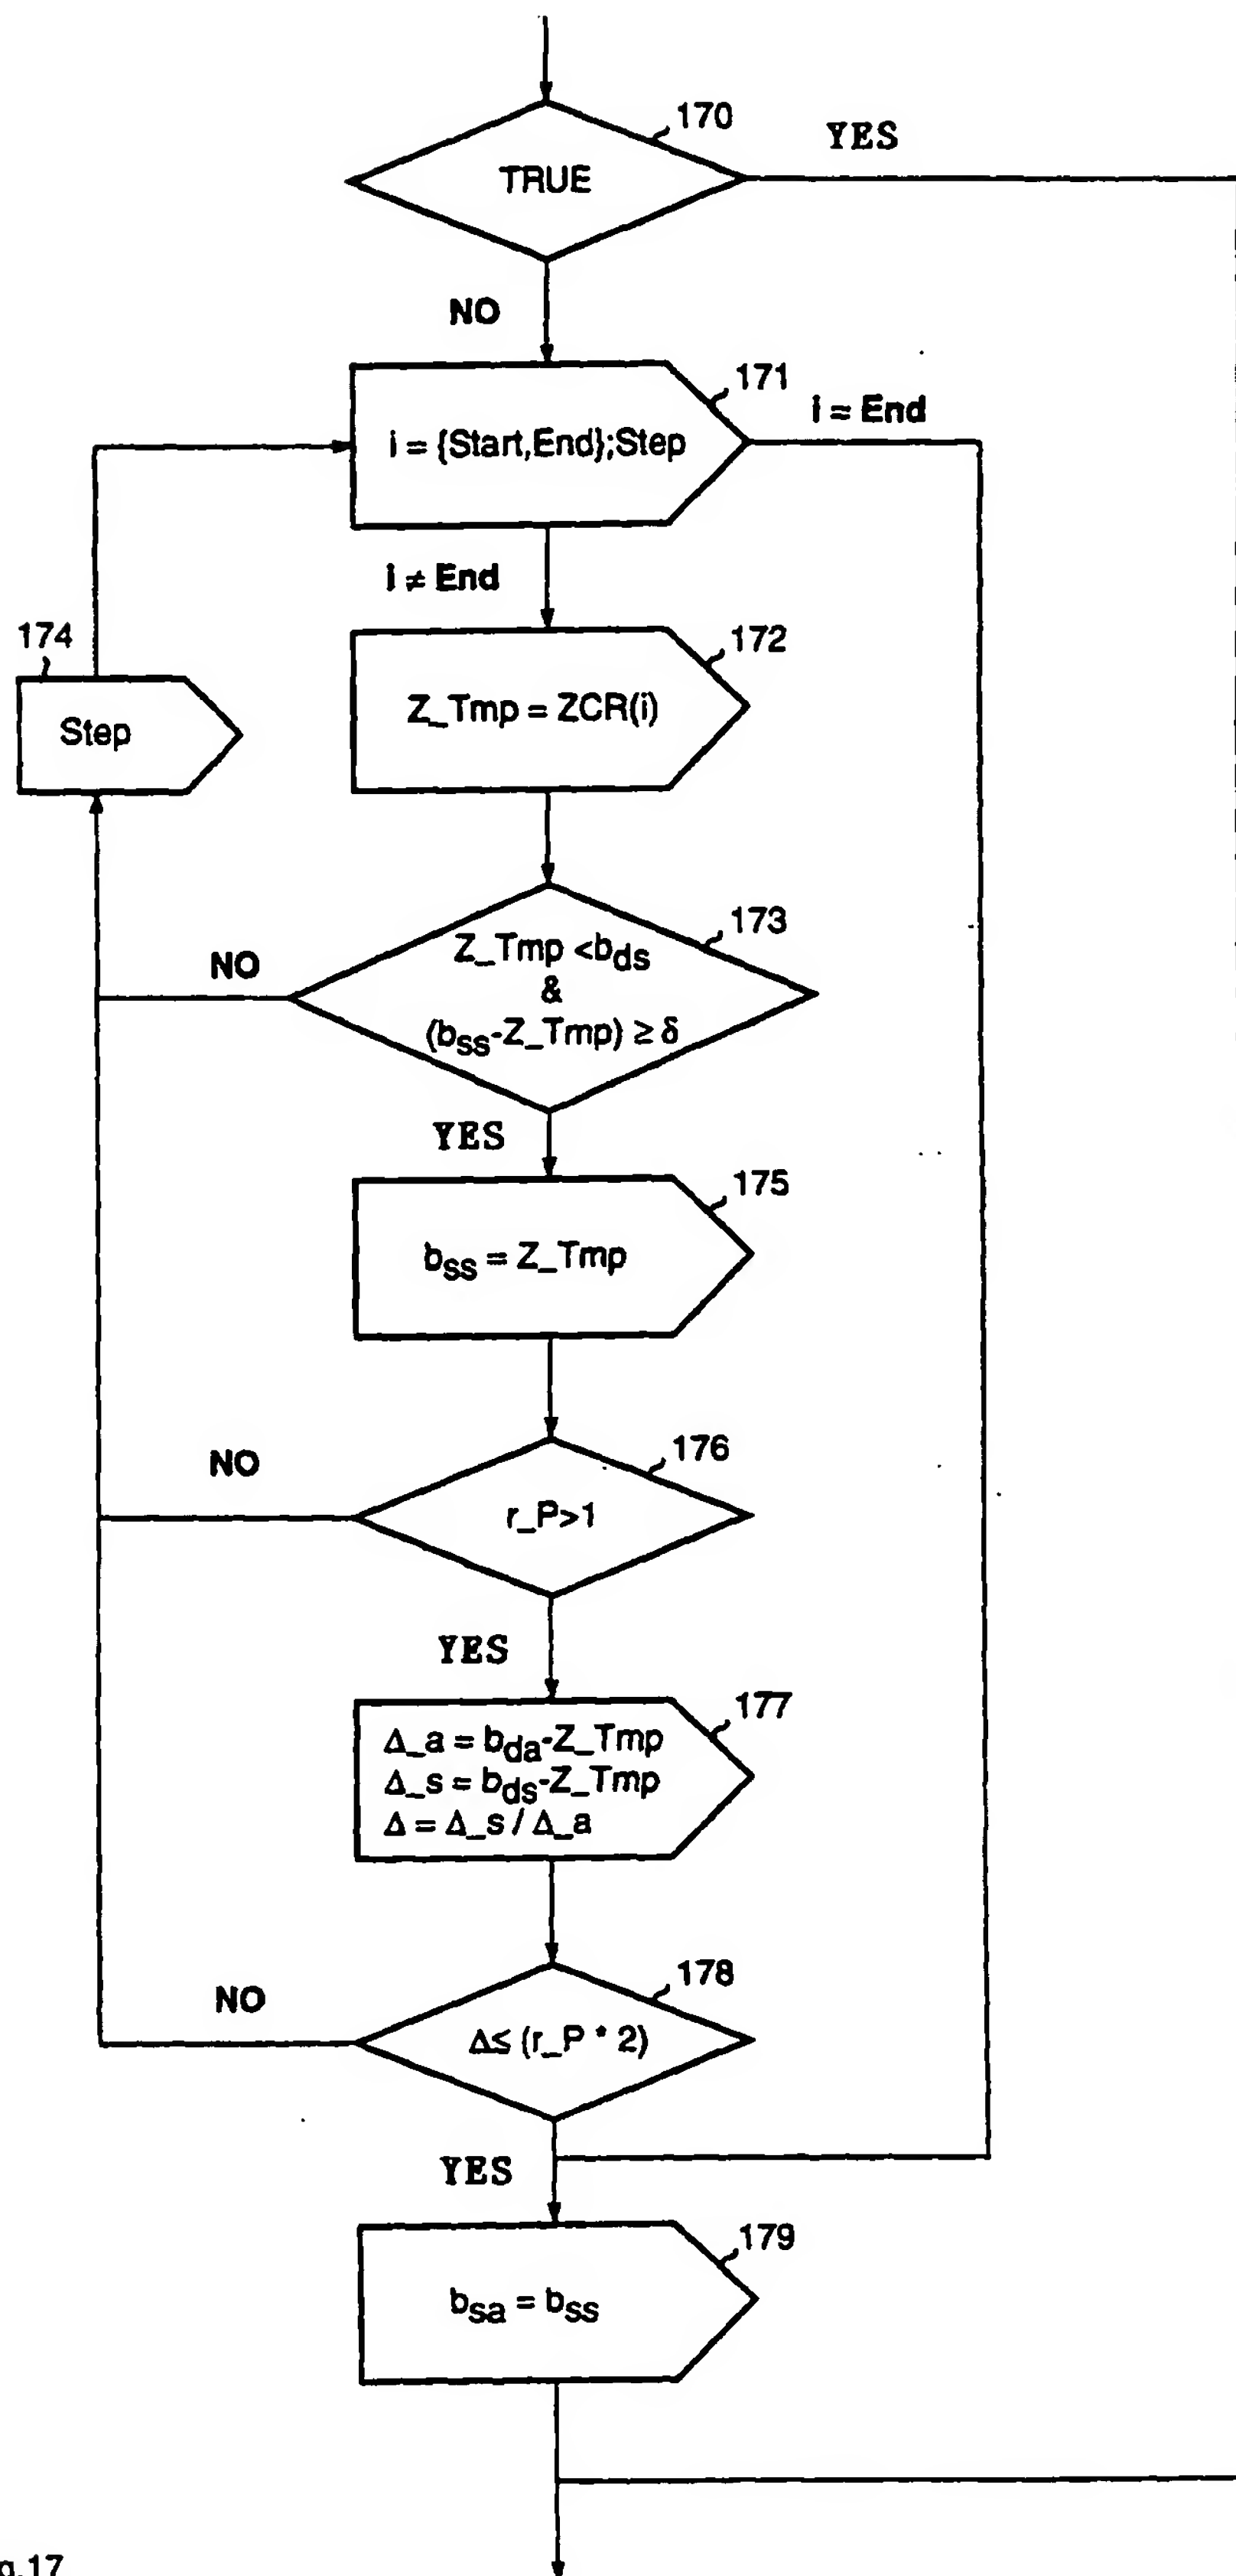 170
YES
TRUE
NO
171
i = End
i = {Start,End};Step
i ≠ End
174
172
Step
Z_Tmp = ZCR(i)
173
NO
Z_Tmp <bds
&
(bss-Z_Tmp) ≥ δ
YES
175
bss = Z_Tmp
176
NO
r_P>1
YES
177
Δ_a = bda-Z_Tmp
Δ_s = bds-Z_Tmp
Δ = Δ_s / Δ_a
178
NO
Δ≤ (r_P * 2)
YES
179
bsa = bss
g.17